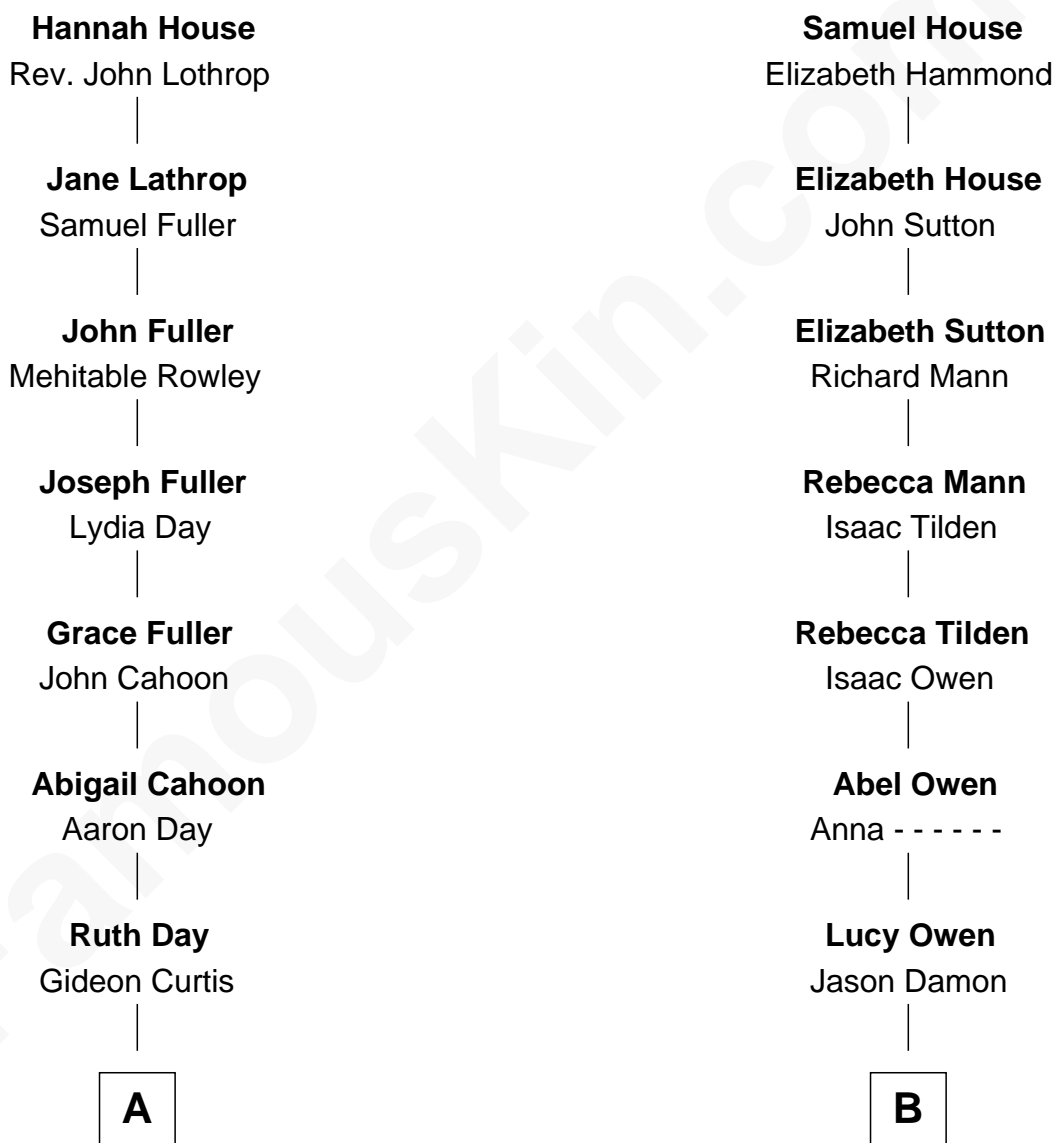 Hannah House
Rev. John Lothrop
Jane Lathrop
Samuel Fuller
John Fuller
Mehitable Rowley
Joseph Fuller
Lydia Day
Grace Fuller
John Cahoon
Abigail Cahoon
Aaron Day
Ruth Day
Gideon Curtis
A
Samuel House
Elizabeth Hammond
Elizabeth House
John Sutton
Elizabeth Sutton
Richard Mann
Rebecca Mann
Isaac Tilden
Rebecca Tilden
Isaac Owen
Abel Owen
Anna - - - - - -
Lucy Owen
Jason Damon
B
FamousKin.com